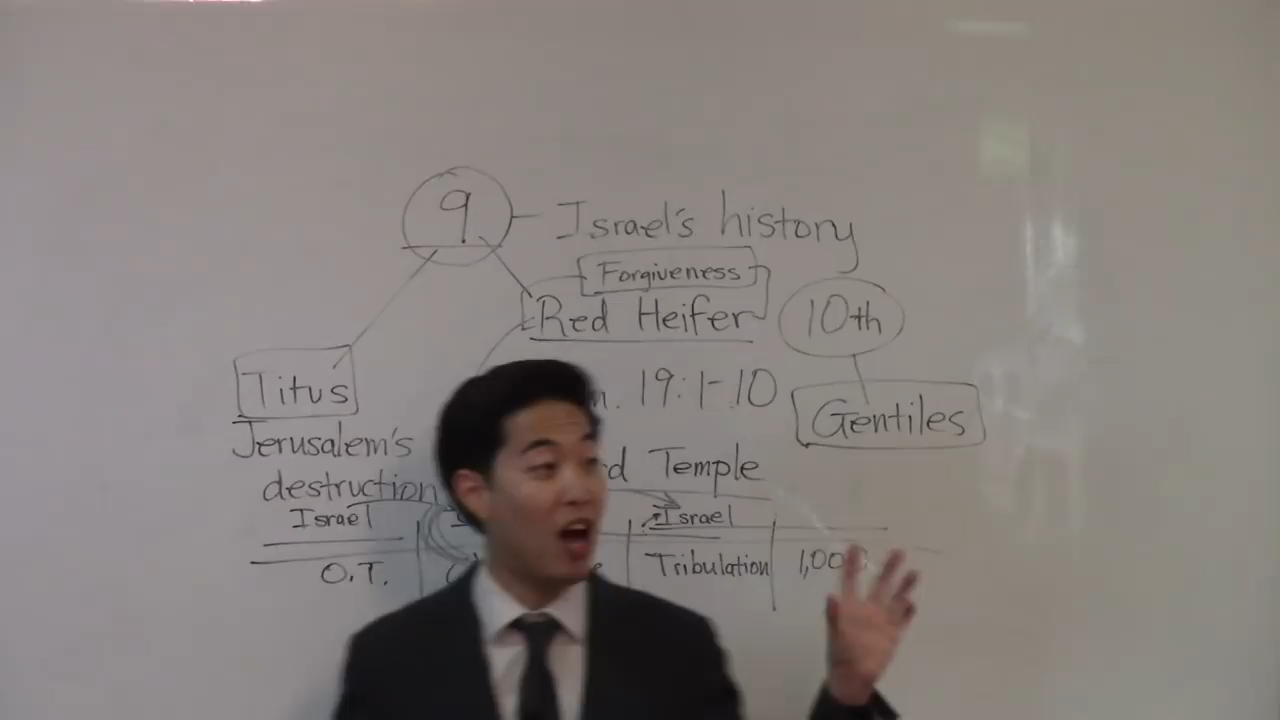 9 - Israel's history
Forgiveness
Red Heifer
10th
Titus
19:1-10
Gentiles
Jerusalem's
destruction
Temple
Israel
Israel
O.T.
Tribulation